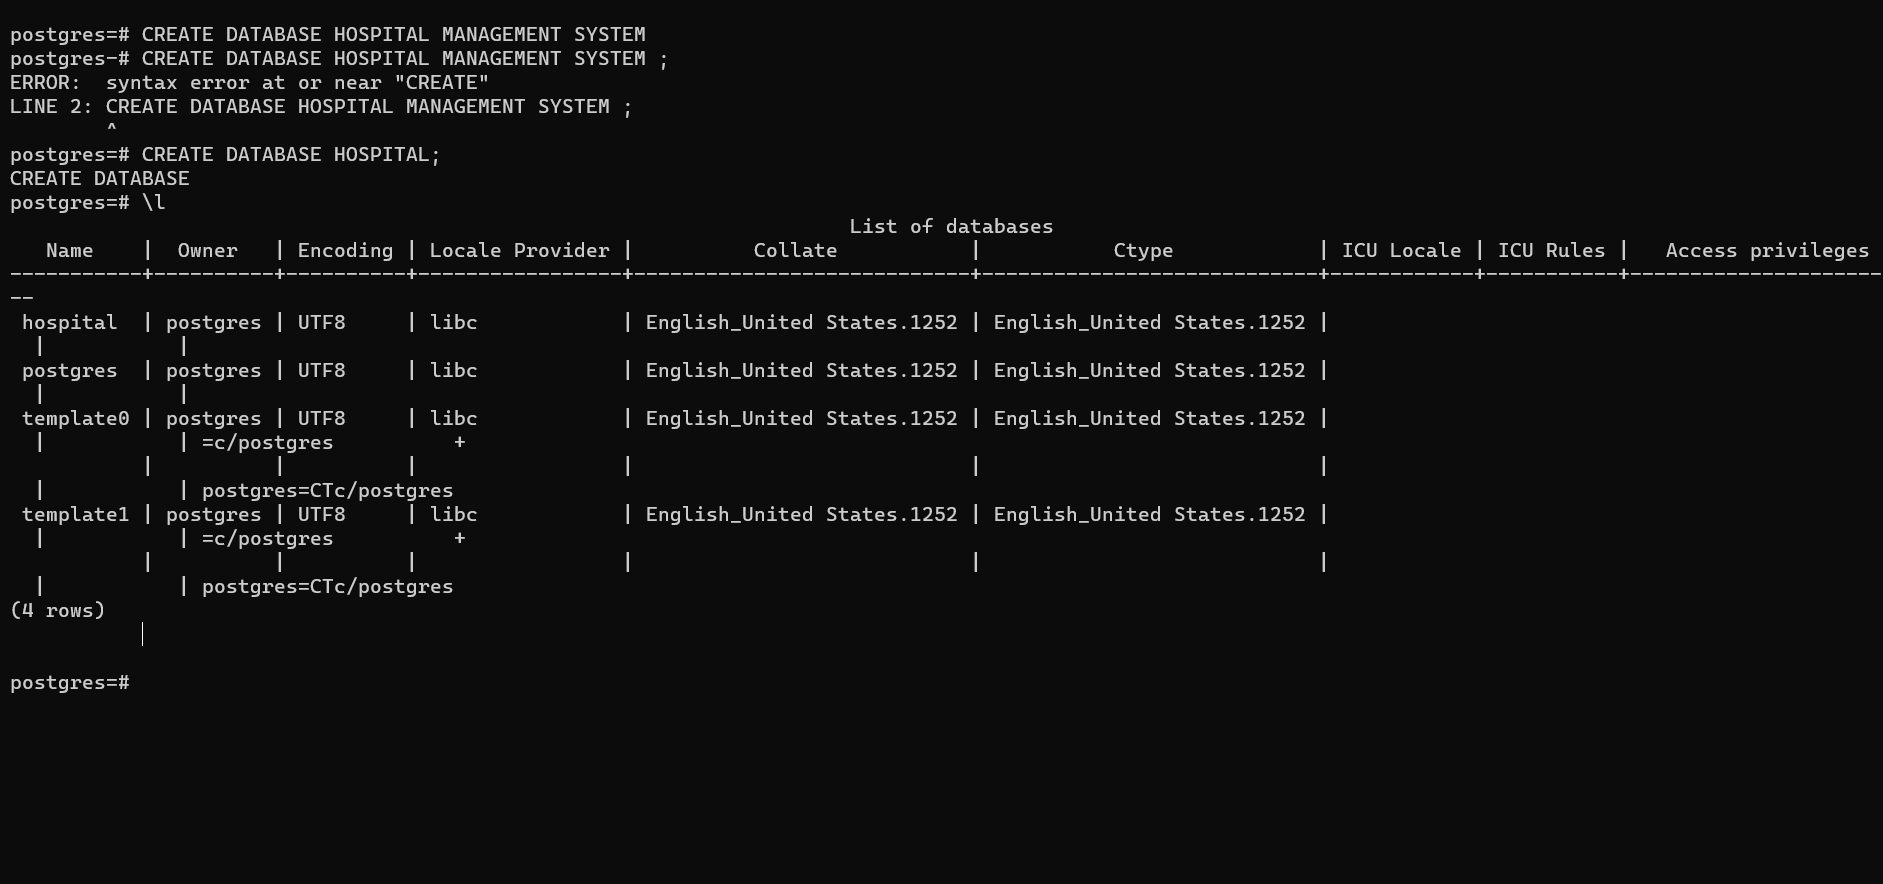 postgres=# CREATE DATABASE HOSPITAL MANAGEMENT SYSTEM
postgres-# CREATE DATABASE HOSPITAL MANAGEMENT SYSTEM ;
ERROR:  syntax error at or near "CREATE"
LINE 2: CREATE DATABASE HOSPITAL MANAGEMENT SYSTEM ;
        ^
postgres=# CREATE DATABASE HOSPITAL;
CREATE DATABASE
postgres=# \l
                                                                      List of databases
   Name    |  Owner   | Encoding | Locale Provider |          Collate           |           Ctype            | ICU Locale | ICU Rules |   Access privileges
-----------+----------+----------+-----------------+----------------------------+----------------------------+------------+-----------+---------------------
--
 hospital  | postgres | UTF8     | libc            | English_United States.1252 | English_United States.1252 |
  |           |
 postgres  | postgres | UTF8     | libc            | English_United States.1252 | English_United States.1252 |
  |           |
 template0 | postgres | UTF8     | libc            | English_United States.1252 | English_United States.1252 |
  |           | =c/postgres          +
           |          |          |                 |                            |                            |
  |           | postgres=CTc/postgres
 template1 | postgres | UTF8     | libc            | English_United States.1252 | English_United States.1252 |
  |           | =c/postgres          +
           |          |          |                 |                            |                            |
  |           | postgres=CTc/postgres
(4 rows)
postgres=#